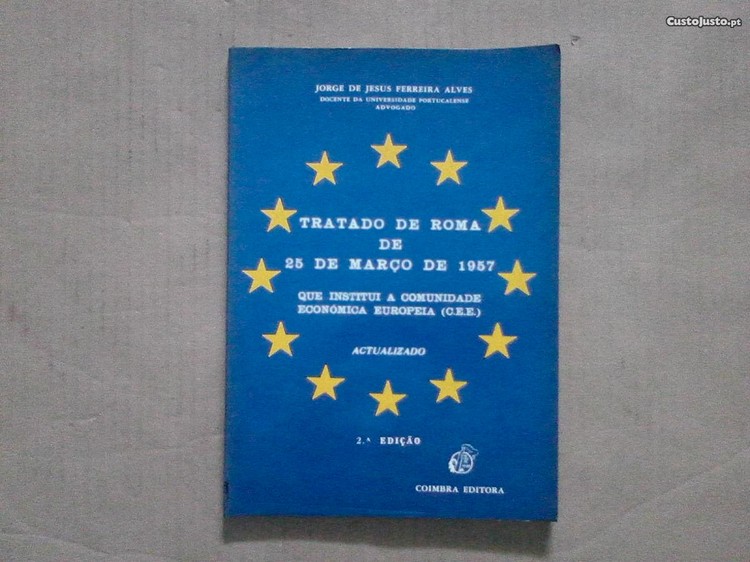 CustoJusto.pt
JORGE DE JESUS FERREIRA ALVES
DOCENTE DA UNIVERSIDADE PORTUCALENSE
ADVOGADO
TRATADO DE ROMA
DE
25 DE MARÇO DE 1957
QUE INSTITUI A COMUNIDADE
ECONÓMICA EUROPEIA (C.E.E.)
ACTUALIZADO
2.ª EDIÇÃO
COIMBRA EDITORA